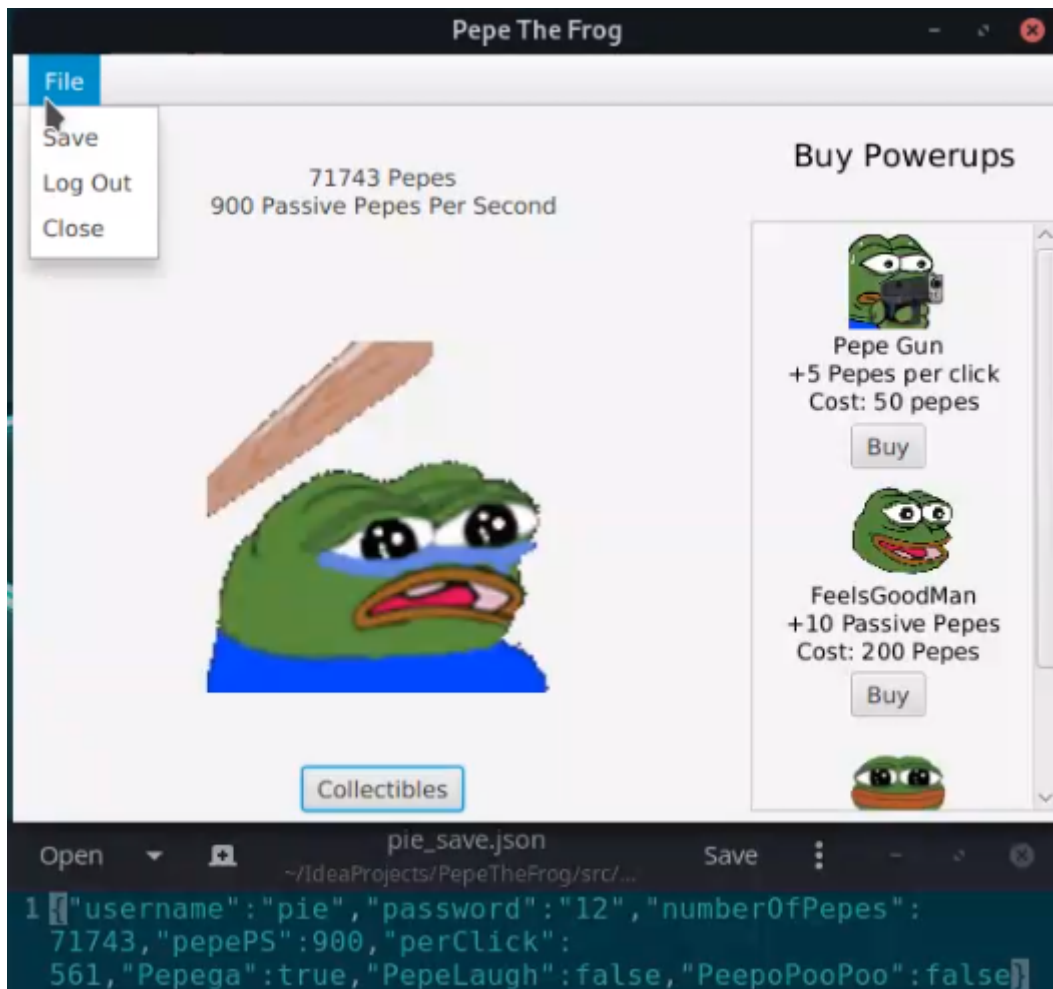 Pepe The Frog
File
Save
Log Out
Close
71743 Pepes
900 Passive Pepes Per Second
Buy Powerups
Pepe Gun
+5 Pepes per click
Cost: 50 pepes
Buy
FeelsGoodMan
+10 Passive Pepes
Cost: 200 Pepes
Buy
Collectibles
Open
pie_save.json
~/IdeaProjects/PepeTheFrog/src/...
Save
1 {"username":"pie","password":"12","numberOfPepes":
71743,"pepePS":900,"perClick":
561,"Pepega":true,"PepeLaugh":false,"PeepoPooPoo":false}